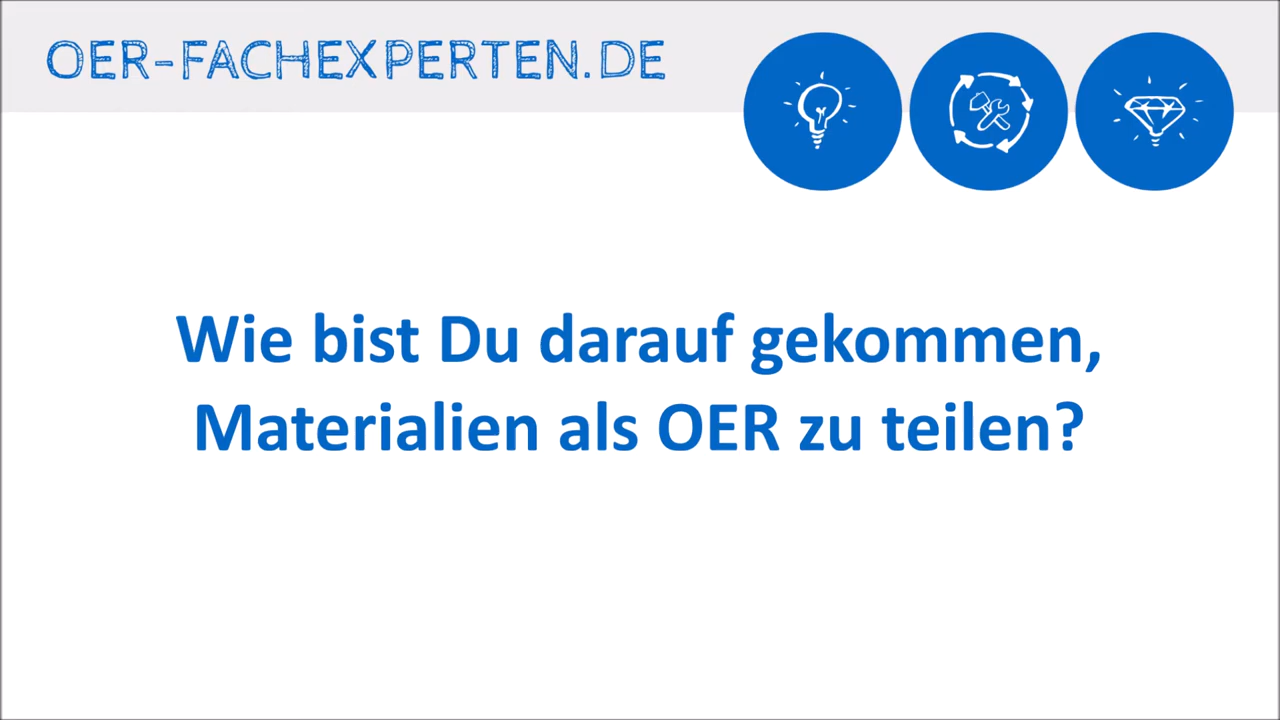 OER-FACHEXPERTEN.DE
Wie bist Du darauf gekommen,
Materialien als OER zu teilen?